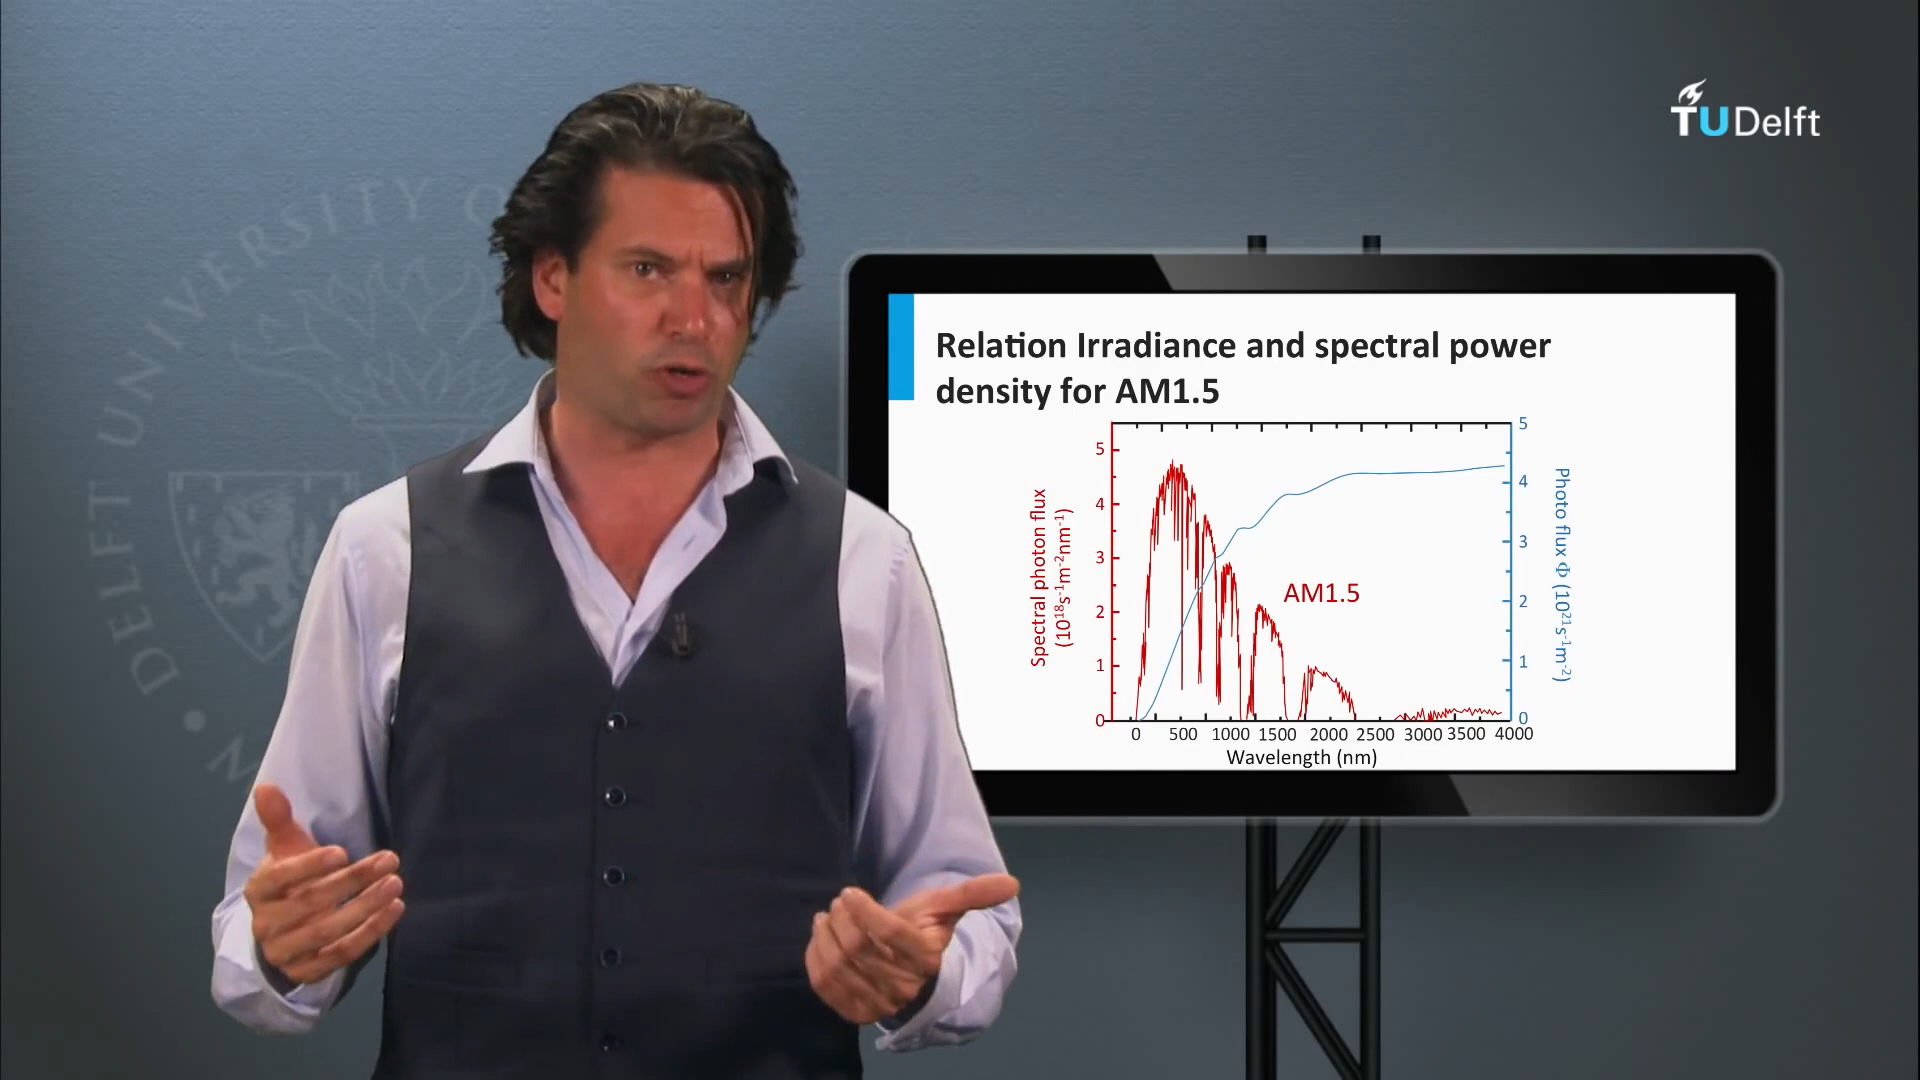 TUDelft
DELFT UNIVERSITY O
Relation Irradiance and spectral power
density for AM1.5
Spectral photon flux
(10¹⁸s⁻¹m⁻²nm⁻¹)
5
4
3
2
1
0
AM1.5
5
4
3
2
1
0
Photo flux Φ (10²¹s⁻¹m⁻²)
0 500 1000 1500 2000 2500 3000 3500 4000
Wavelength (nm)